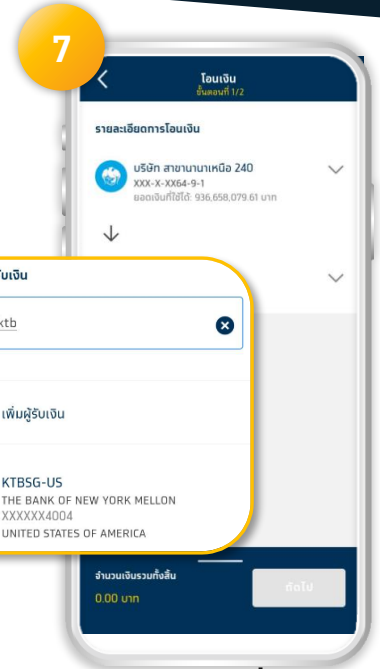 7
โอนเงิน
ขั้นตอนที่ 1/2
รายละเอียดการโอนเงิน
บริษัท สาขานานาเหนือ 240
XXX-X-XX64-9-1
ยอดเงินที่ใช้ได้: 936,658,079.61 บาท
รับเงิน
ktb
เพิ่มผู้รับเงิน
KTBSG-US
THE BANK OF NEW YORK MELLON
XXXXXX4004
UNITED STATES OF AMERICA
จำนวนเงินรวมทั้งสิ้น
0.00 บาท
ถัดไป